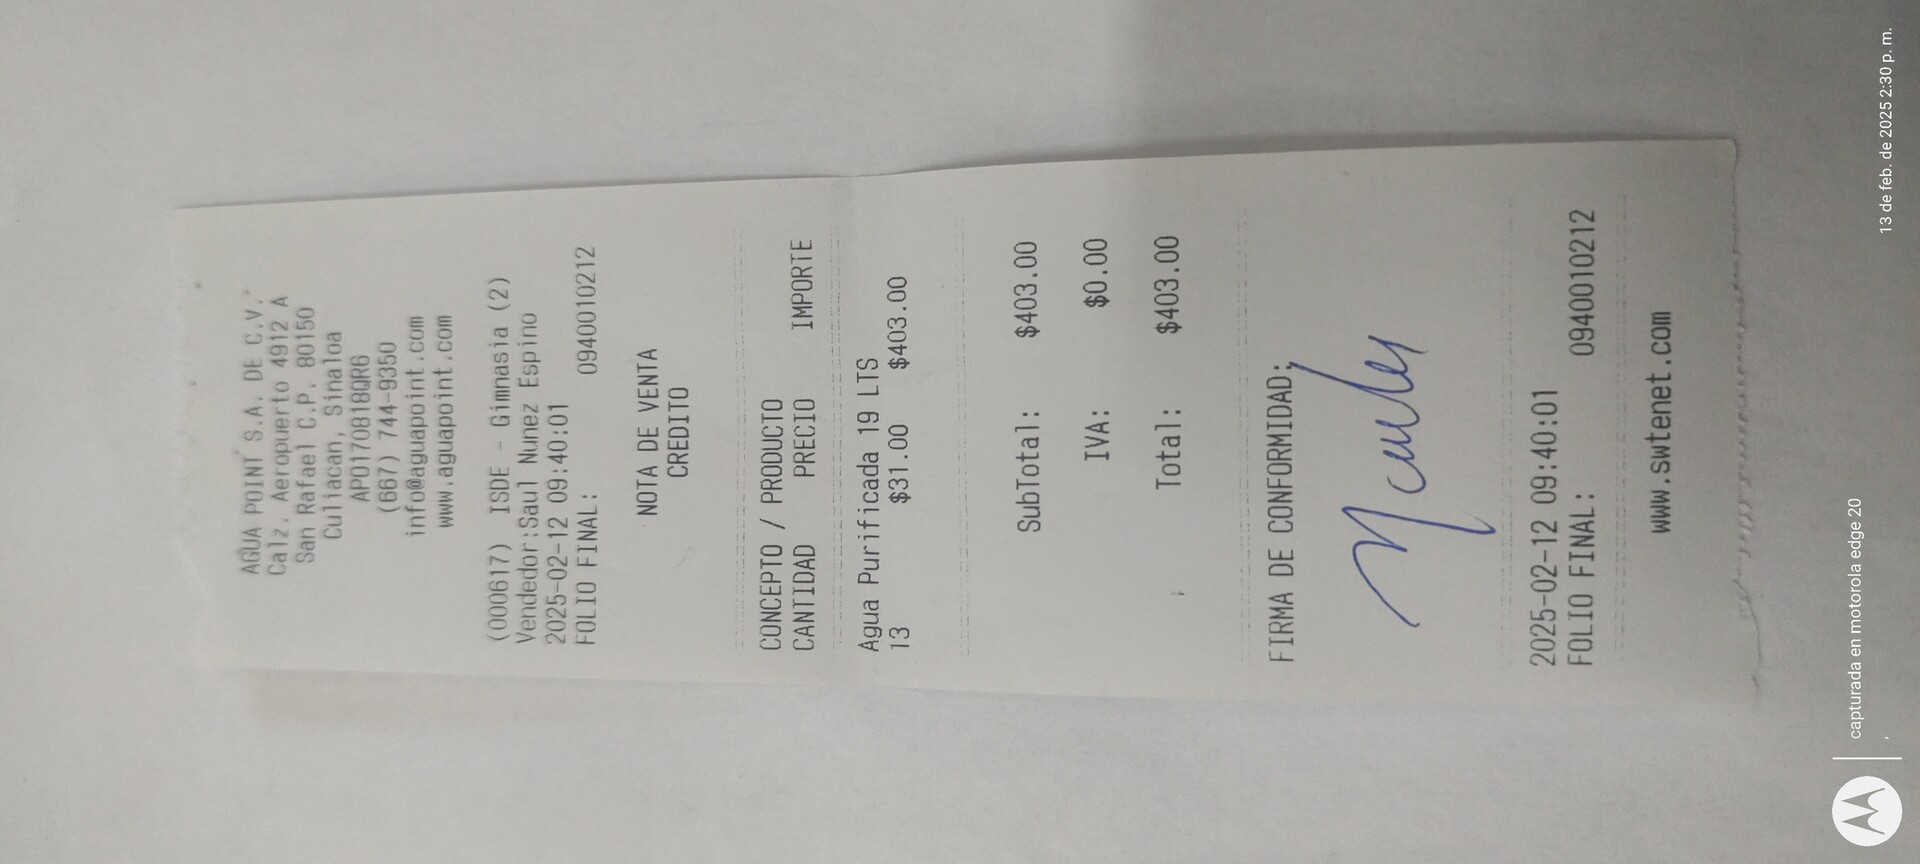 AGUA POINT S.A. DE C.V.
Calz. Aeropuerto 4912 A
San Rafael C.P. 80150
Culiacan, Sinaloa
APO170818QR6
(667) 744-9350
info@aguapoint.com
www.aguapoint.com
(000617) ISDE - Gimnasia (2)
Vendedor:Saul Nunez Espino
2025-02-12 09:40:01
FOLIO FINAL: 0940010212
NOTA DE VENTA
CREDITO
CONCEPTO / PRODUCTO
CANTIDAD PRECIO IMPORTE
Agua Purificada 19 LTS
13 $31.00 $403.00
SubTotal: $403.00
IVA: $0.00
Total: $403.00
FIRMA DE CONFORMIDAD:
2025-02-12 09:40:01
FOLIO FINAL: 0940010212
www.swtenet.com
capturada en motorola edge 20
13 de feb. de 2025 2:30 p. m.